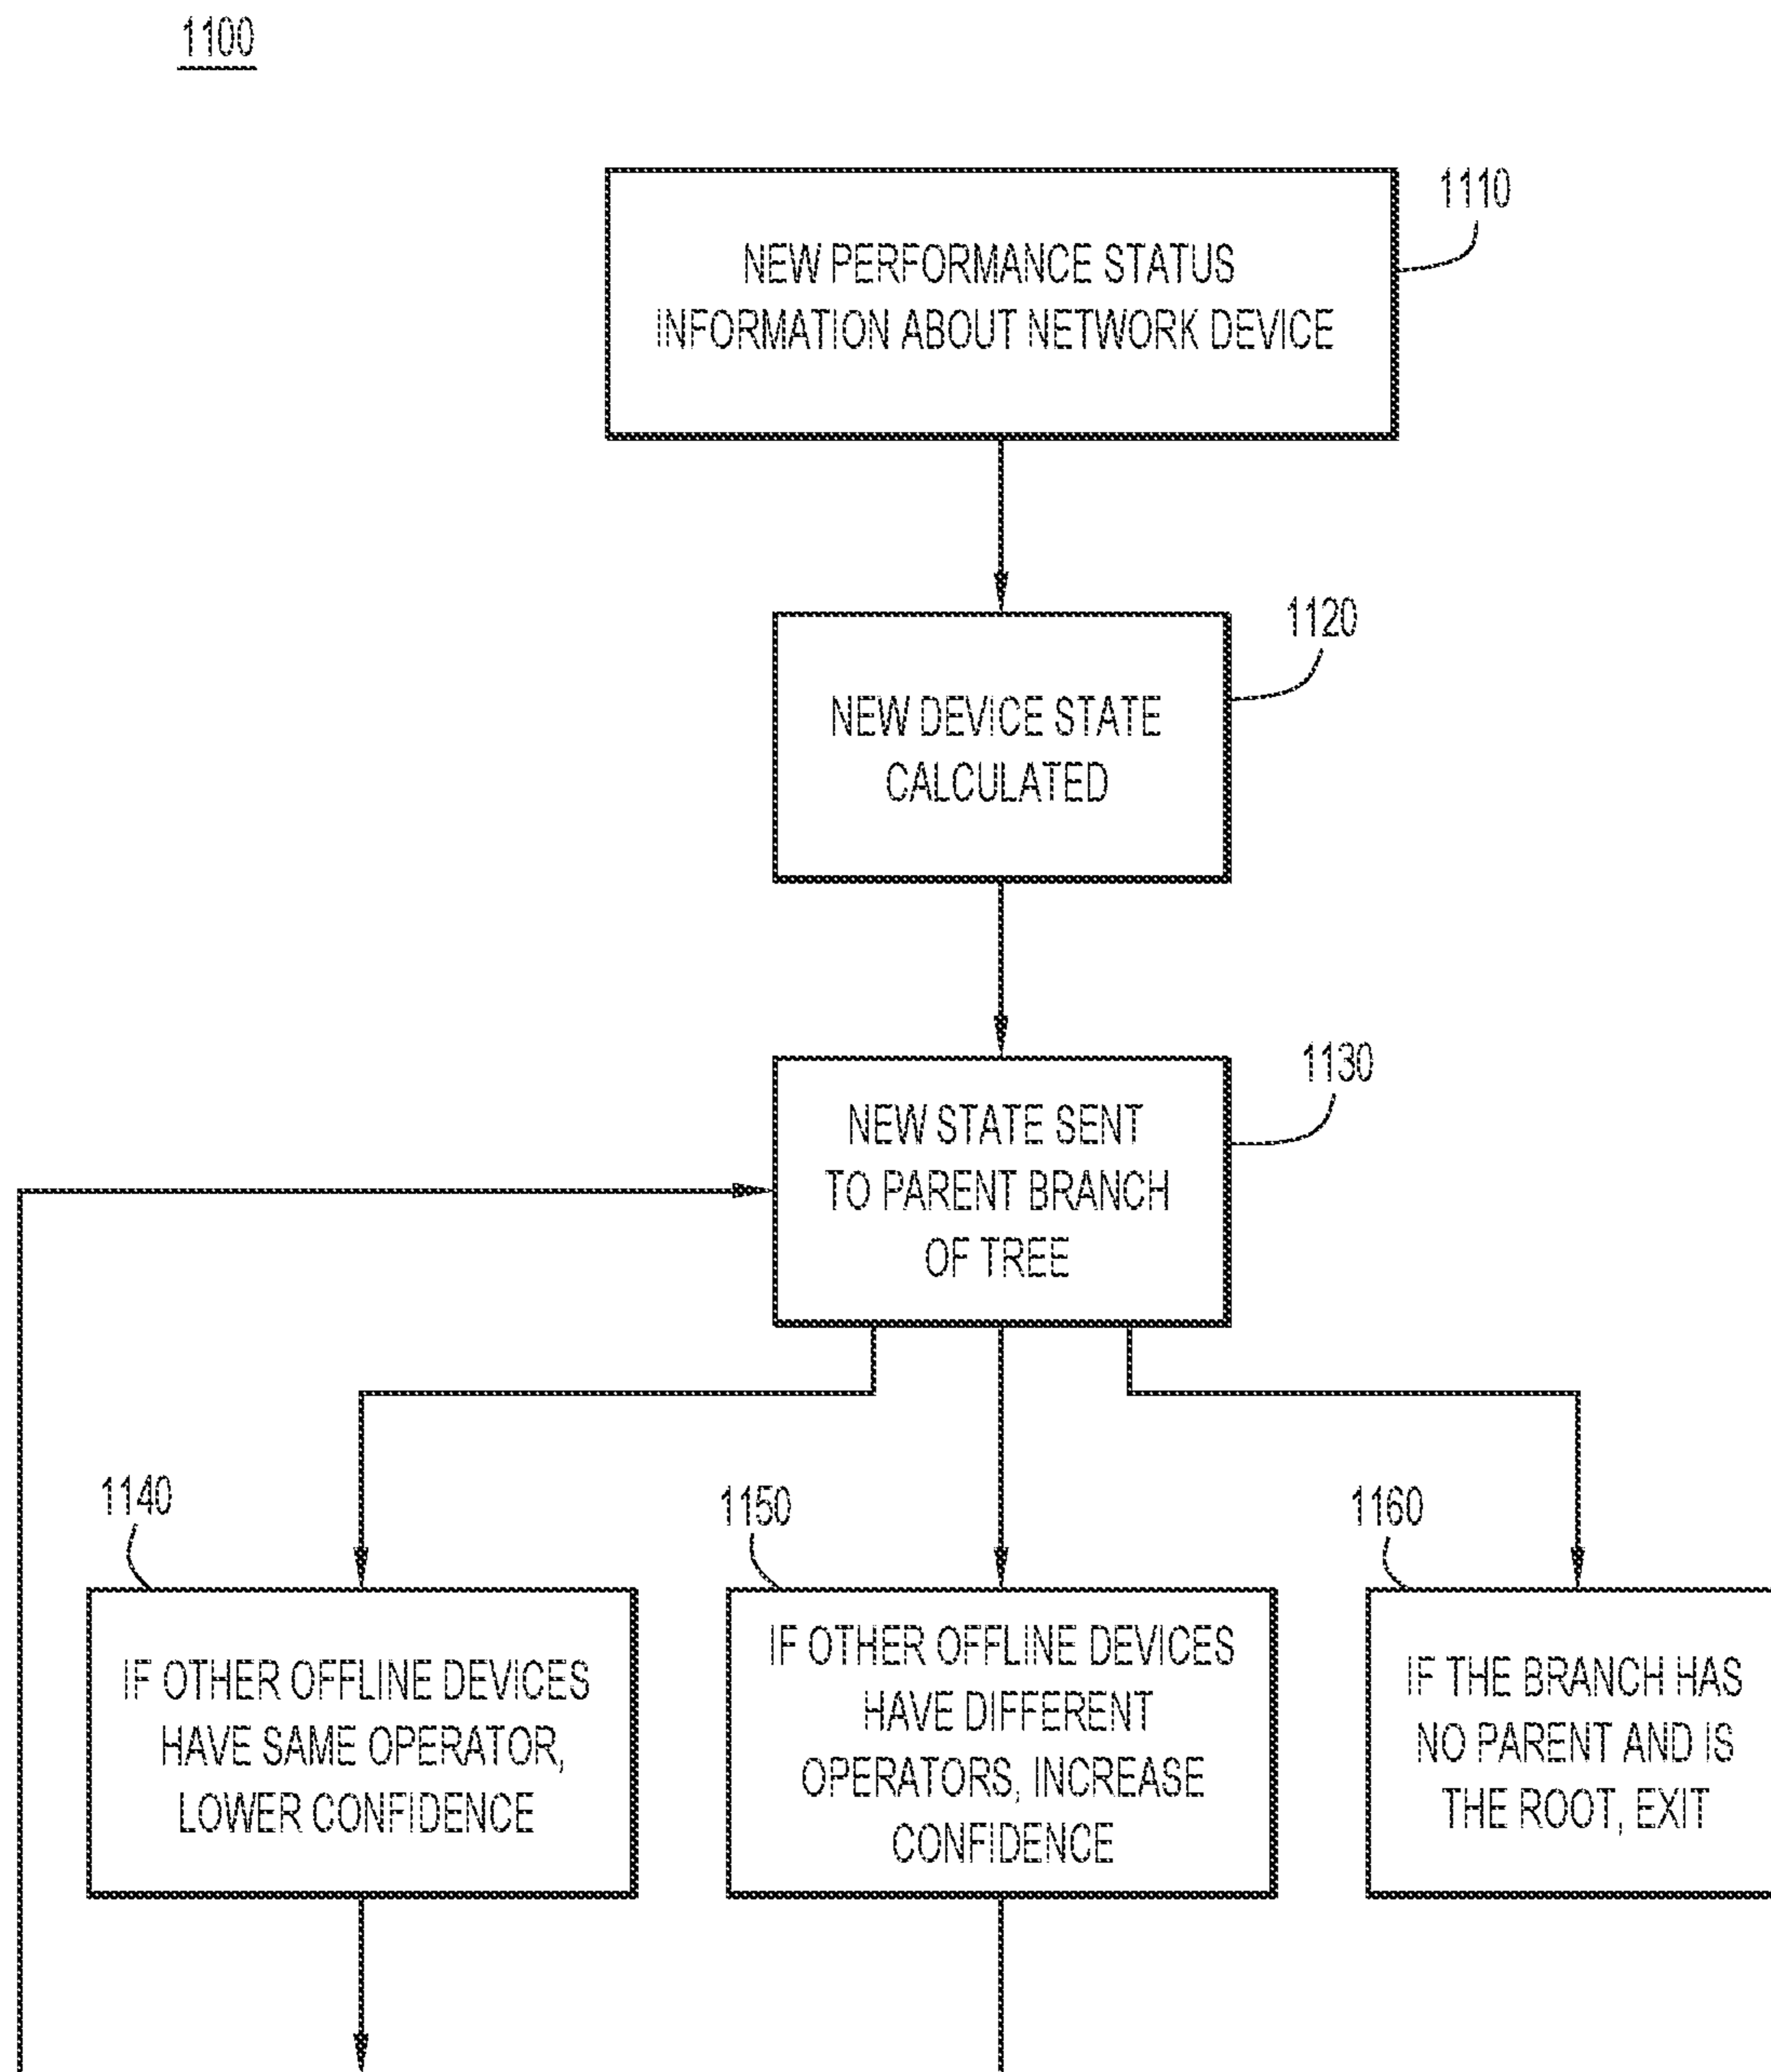 1100
1110
NEW PERFORMANCE STATUS
INFORMATION ABOUT NETWORK DEVICE
1120
NEW DEVICE STATE
CALCULATED
1130
NEW STATE SENT
TO PARENT BRANCH
OF TREE
1140
IF OTHER OFFLINE DEVICES
HAVE SAME OPERATOR,
LOWER CONFIDENCE
1150
IF OTHER OFFLINE DEVICES
HAVE DIFFERENT
OPERATORS, INCREASE
CONFIDENCE
1160
IF THE BRANCH HAS
NO PARENT AND IS
THE ROOT, EXIT